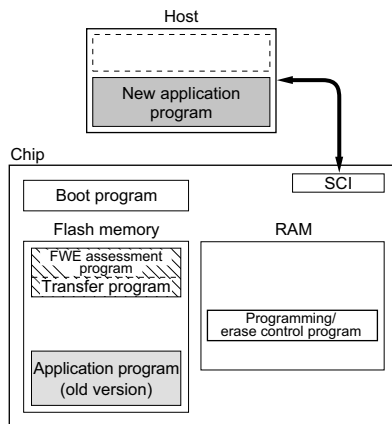 Host
New application
program
Chip
SCI
Boot program
Flash memory
RAM
FWE assessment
program
Transfer program
Programming/
erase control program
Application program
(old version)